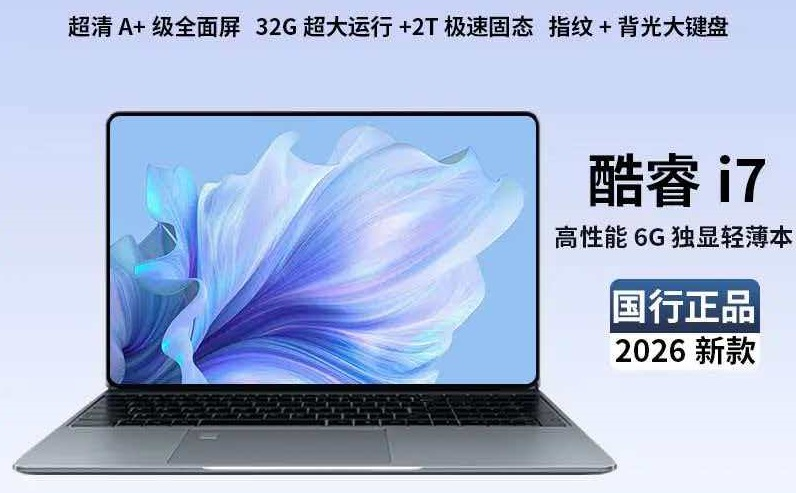 超清 A+ 级全面屏 32G 超大运行 +2T 极速固态 指纹 + 背光大键盘
酷睿 i7
高性能 6G 独显轻薄本
国行正品
2026 新款